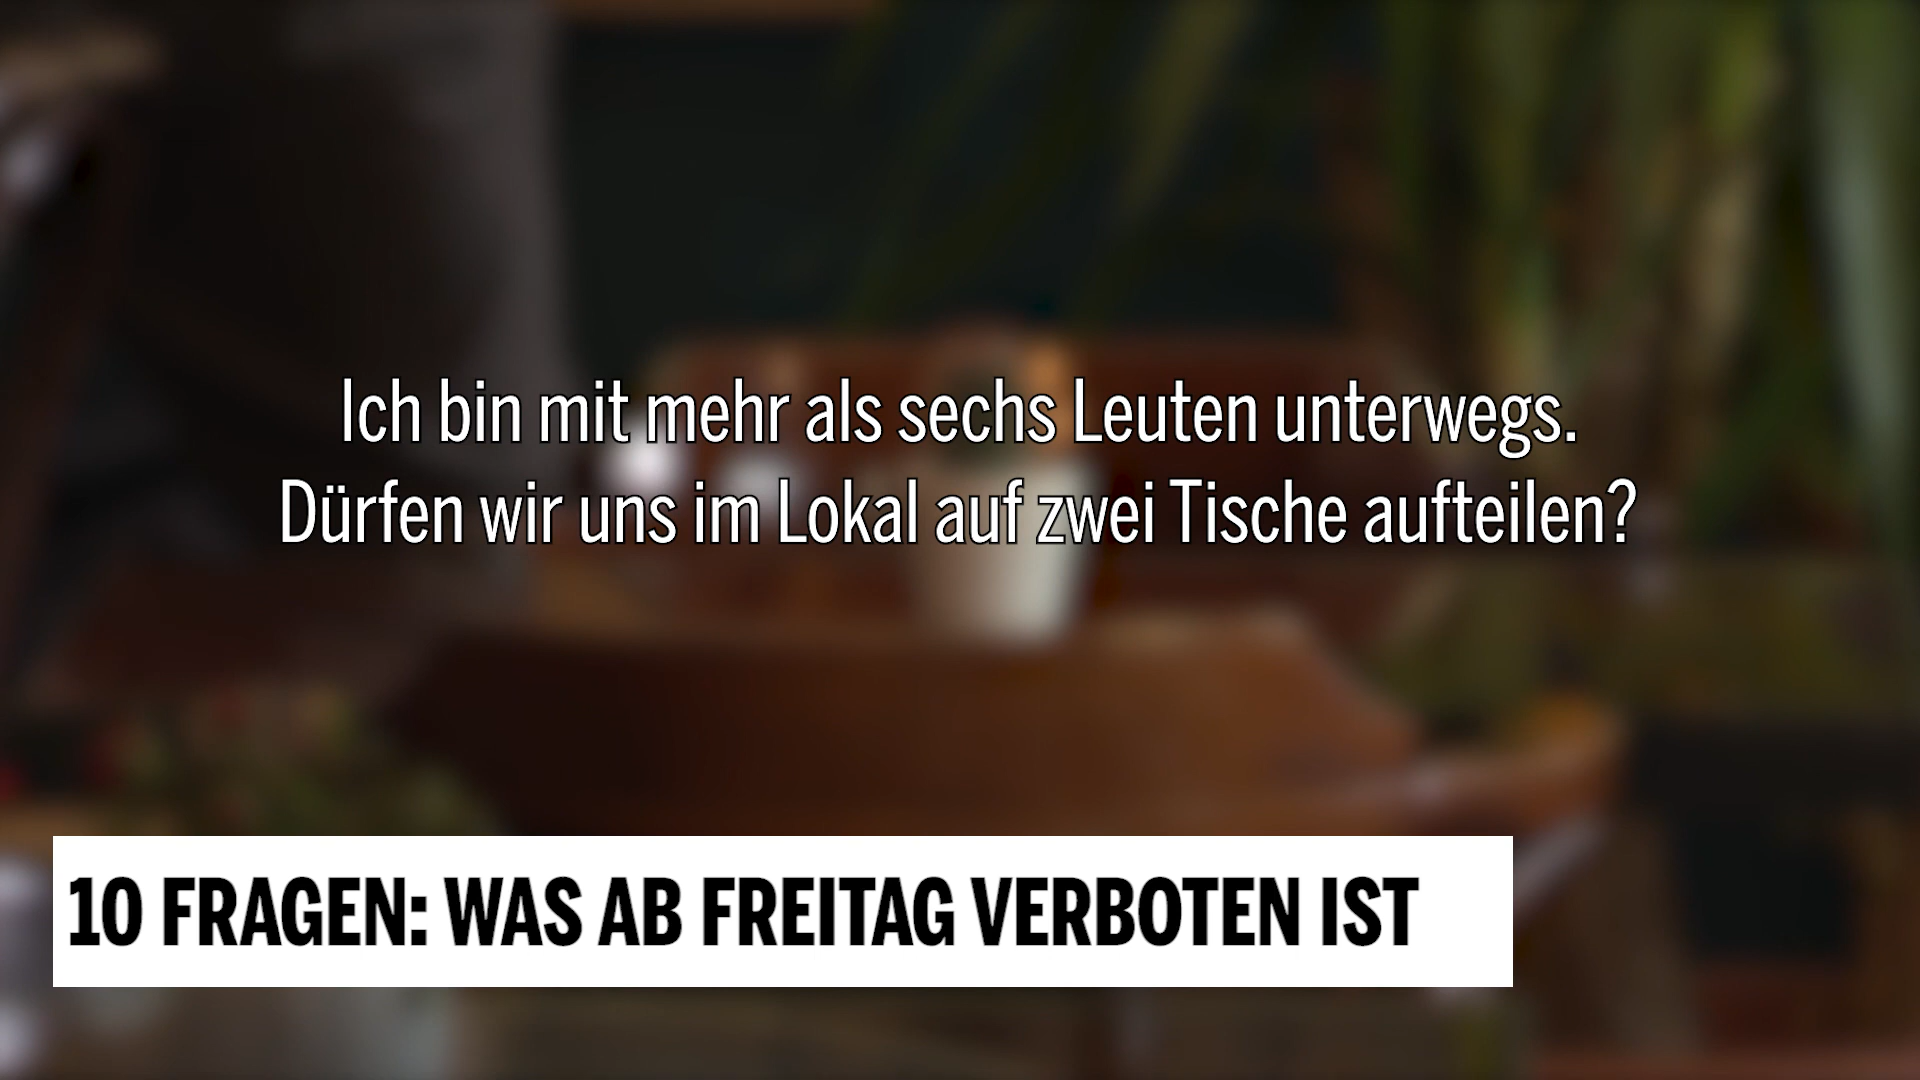 Ich bin mit mehr als sechs Leuten unterwegs.
Dürfen wir uns im Lokal auf zwei Tische aufteilen?
10 FRAGEN: WAS AB FREITAG VERBOTEN IST